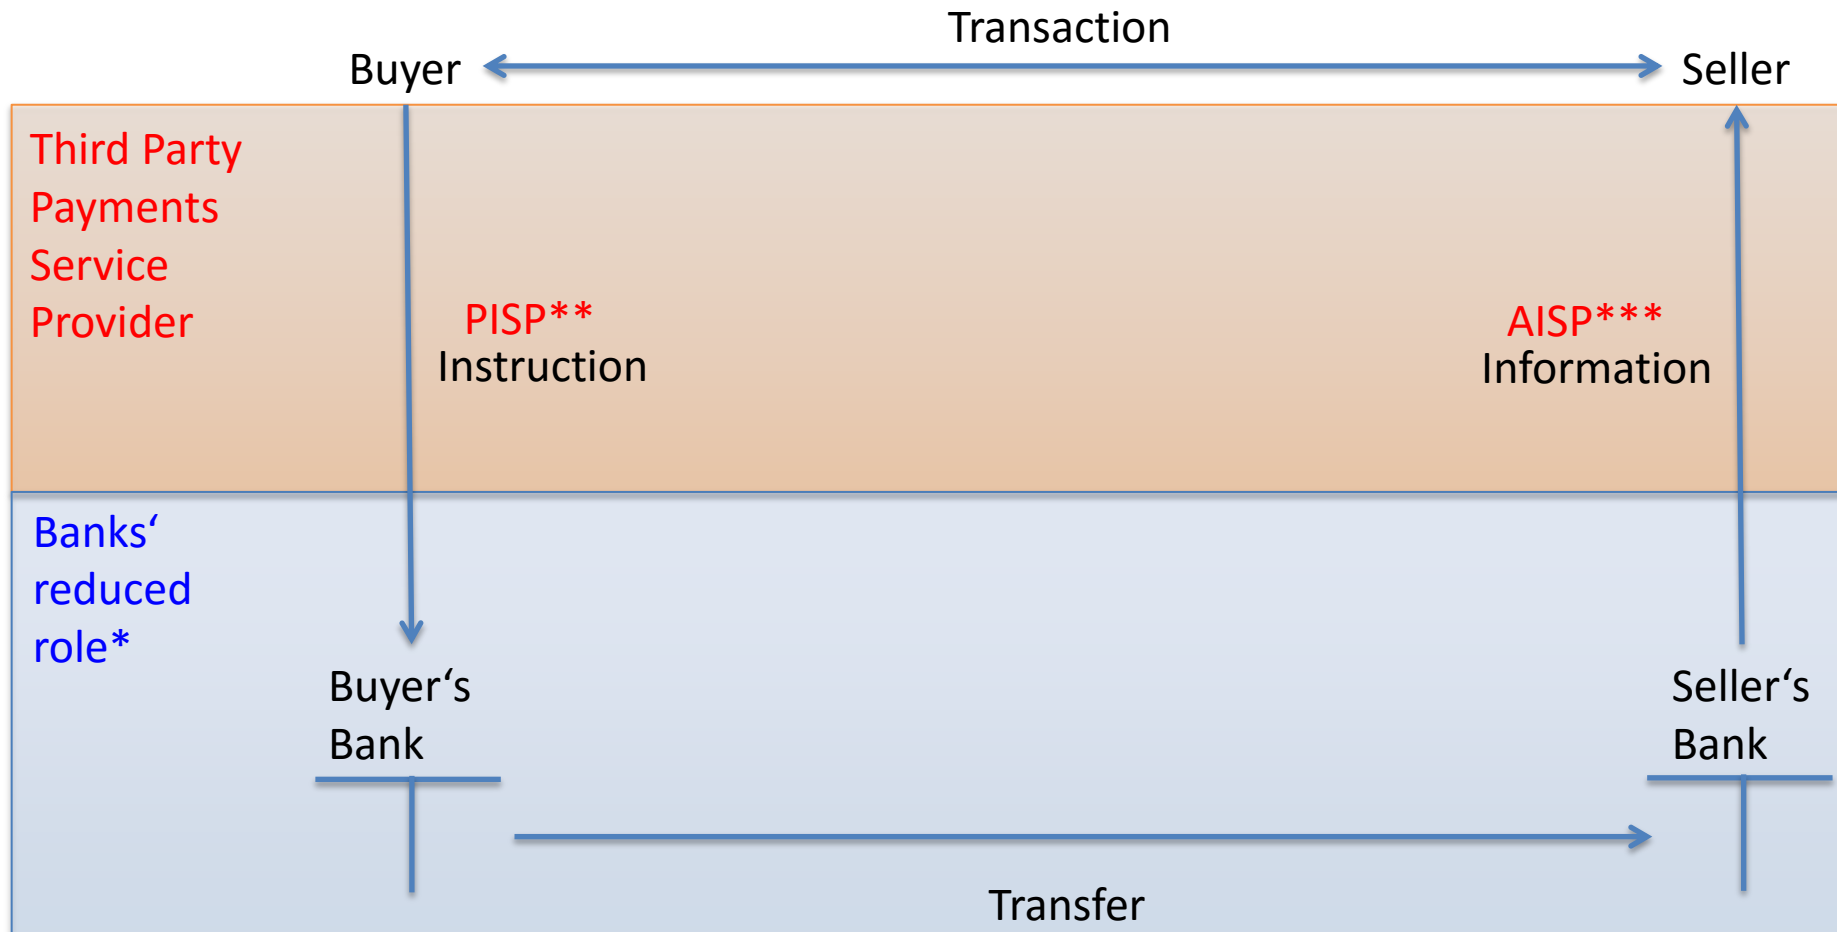 Transaction
Buyer
Seller
Third Party
Payments
Service
Provider
PISP**
Instruction
AISP***
Information
Banks‘
reduced
role*
Buyer‘s
Bank
Seller‘s
Bank
Transfer